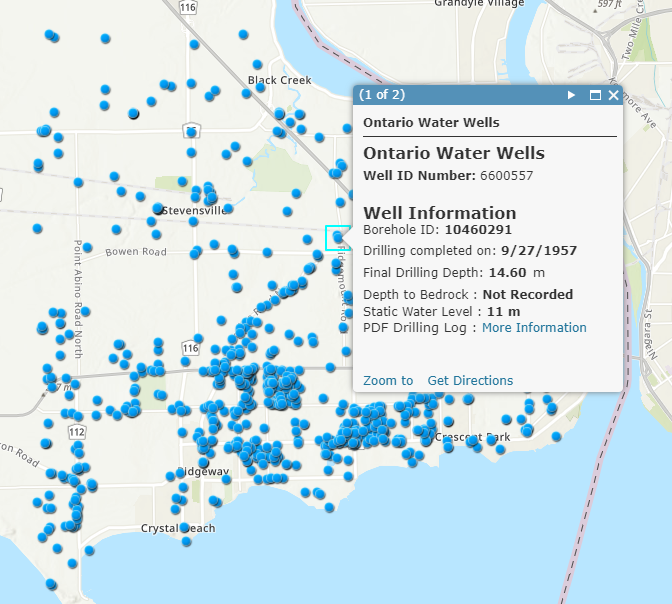 116
Grandyle Village
597 ft
Two Mile Cre
Black Creek
(1 of 2)
Ontario Water Wells
Ontario Water Wells
Well ID Number: 6600557
Well Information
Borehole ID: 10460291
Drilling completed on: 9/27/1957
Final Drilling Depth: 14.60 m
Depth to Bedrock : Not Recorded
Static Water Level : 11 m
PDF Drilling Log : More Information
Zoom to Get Directions
Ave
Stevensville
Bowen Road
Point Abino Road North
Niagara St
116
7 m
112
on Road
Crescent Park
Ridgeway
Crystal Beach